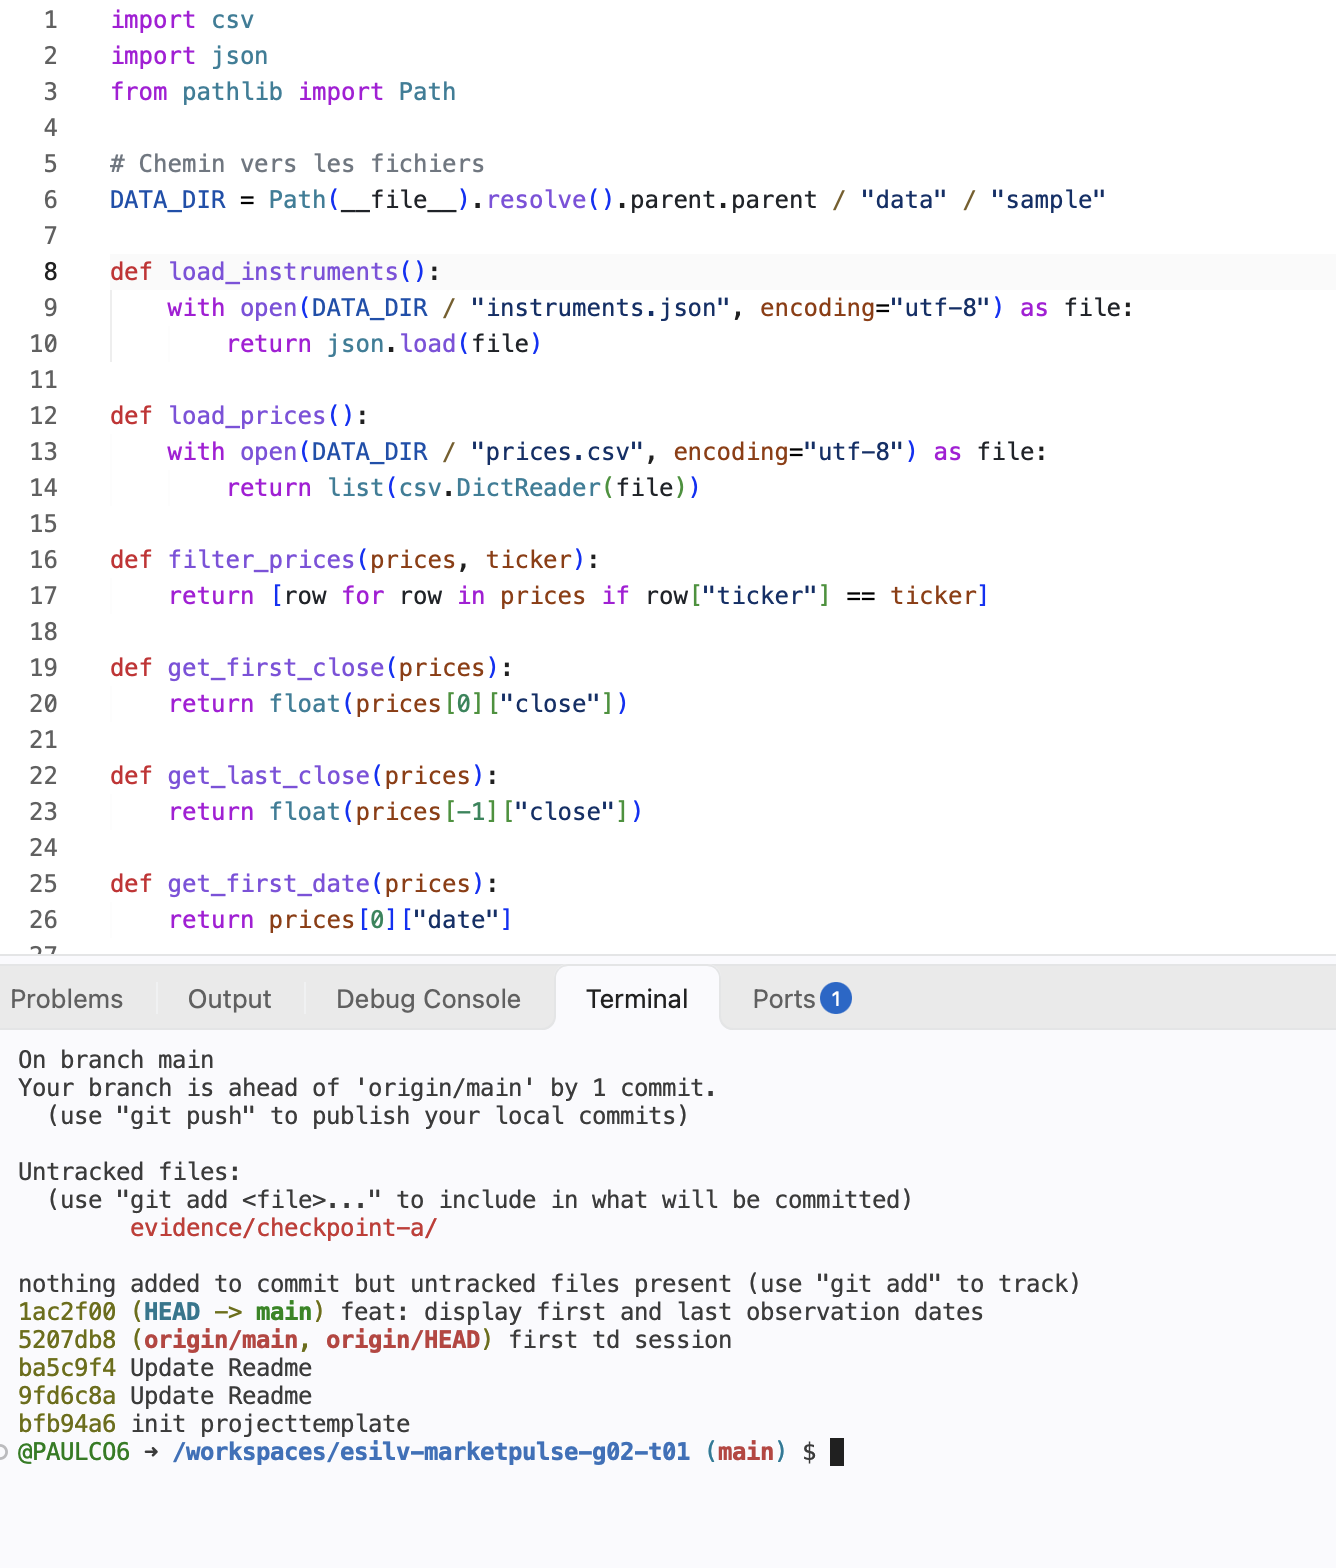 1 import csv
2 import json
3 from pathlib import Path
4
5 # Chemin vers les fichiers
6 DATA_DIR = Path(__file__).resolve().parent.parent / "data" / "sample"
7
8 def load_instruments():
9     with open(DATA_DIR / "instruments.json", encoding="utf-8") as file:
10         return json.load(file)
11
12 def load_prices():
13     with open(DATA_DIR / "prices.csv", encoding="utf-8") as file:
14         return list(csv.DictReader(file))
15
16 def filter_prices(prices, ticker):
17     return [row for row in prices if row["ticker"] == ticker]
18
19 def get_first_close(prices):
20     return float(prices[0]["close"])
21
22 def get_last_close(prices):
23     return float(prices[-1]["close"])
24
25 def get_first_date(prices):
26     return prices[0]["date"]
27
Problems Output Debug Console Terminal Ports 1
On branch main
Your branch is ahead of 'origin/main' by 1 commit.
  (use "git push" to publish your local commits)

Untracked files:
  (use "git add <file>..." to include in what will be committed)
        evidence/checkpoint-a/

nothing added to commit but untracked files present (use "git add" to track)
1ac2f00 (HEAD -> main) feat: display first and last observation dates
5207db8 (origin/main, origin/HEAD) first td session
ba5c9f4 Update Readme
9fd6c8a Update Readme
bfb94a6 init projecttemplate
@PAULCO6 → /workspaces/esilv-marketpulse-g02-t01 (main) $